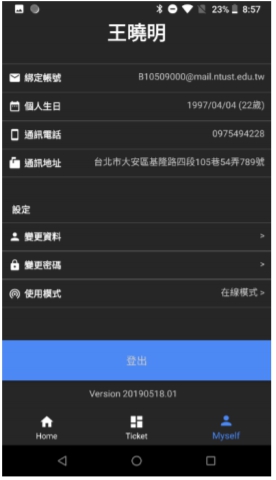 23% 8:57
王曉明
綁定帳號 B10509000@mail.ntust.edu.tw
個人生日 1997/04/04 (22歲)
通訊電話 0975494228
通訊地址 台北市大安區基隆路四段105巷54弄789號
設定
變更資料 >
變更密碼 >
使用模式 在線模式 >
登出
Version 20190518.01
Home Ticket Myself